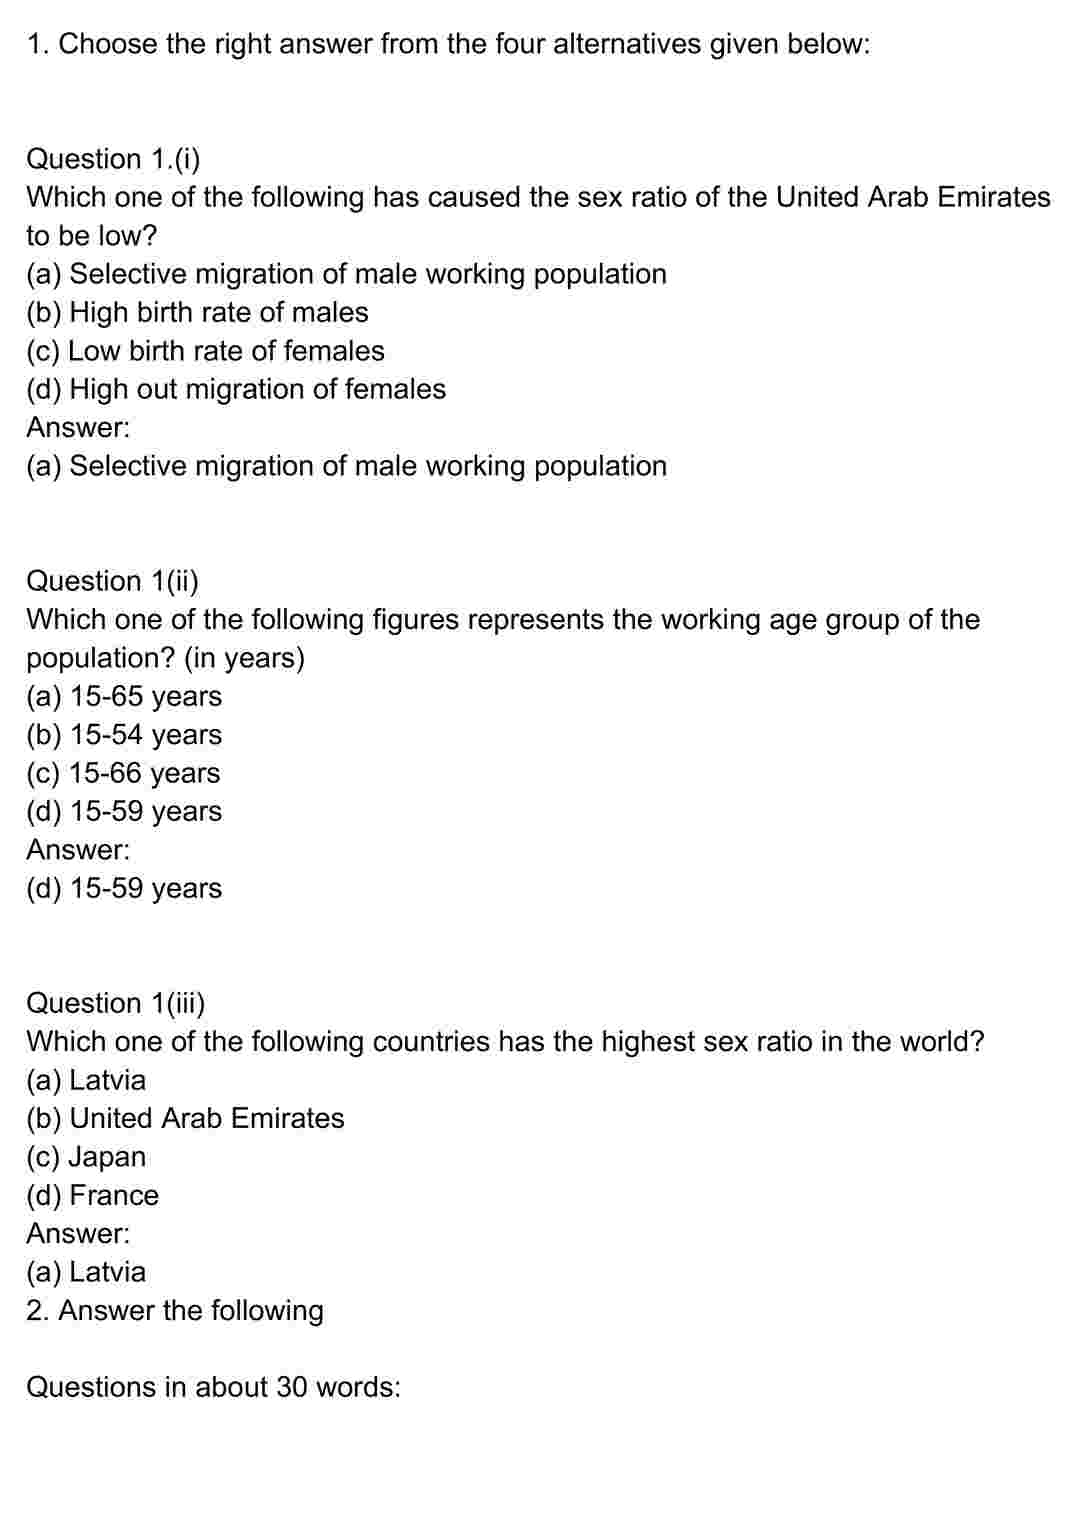 1. Choose the right answer from the four alternatives given below:
Question 1.(i)
Which one of the following has caused the sex ratio of the United Arab Emirates
to be low?
(a) Selective migration of male working population
(b) High birth rate of males
(c) Low birth rate of females
(d) High out migration of females
Answer:
(a) Selective migration of male working population
Question 1(ii)
Which one of the following figures represents the working age group of the
population? (in years)
(a) 15-65 years
(b) 15-54 years
(c) 15-66 years
(d) 15-59 years
Answer:
(d) 15-59 years
Question 1(iii)
Which one of the following countries has the highest sex ratio in the world?
(a) Latvia
(b) United Arab Emirates
(c) Japan
(d) France
Answer:
(a) Latvia
2. Answer the following
Questions in about 30 words: